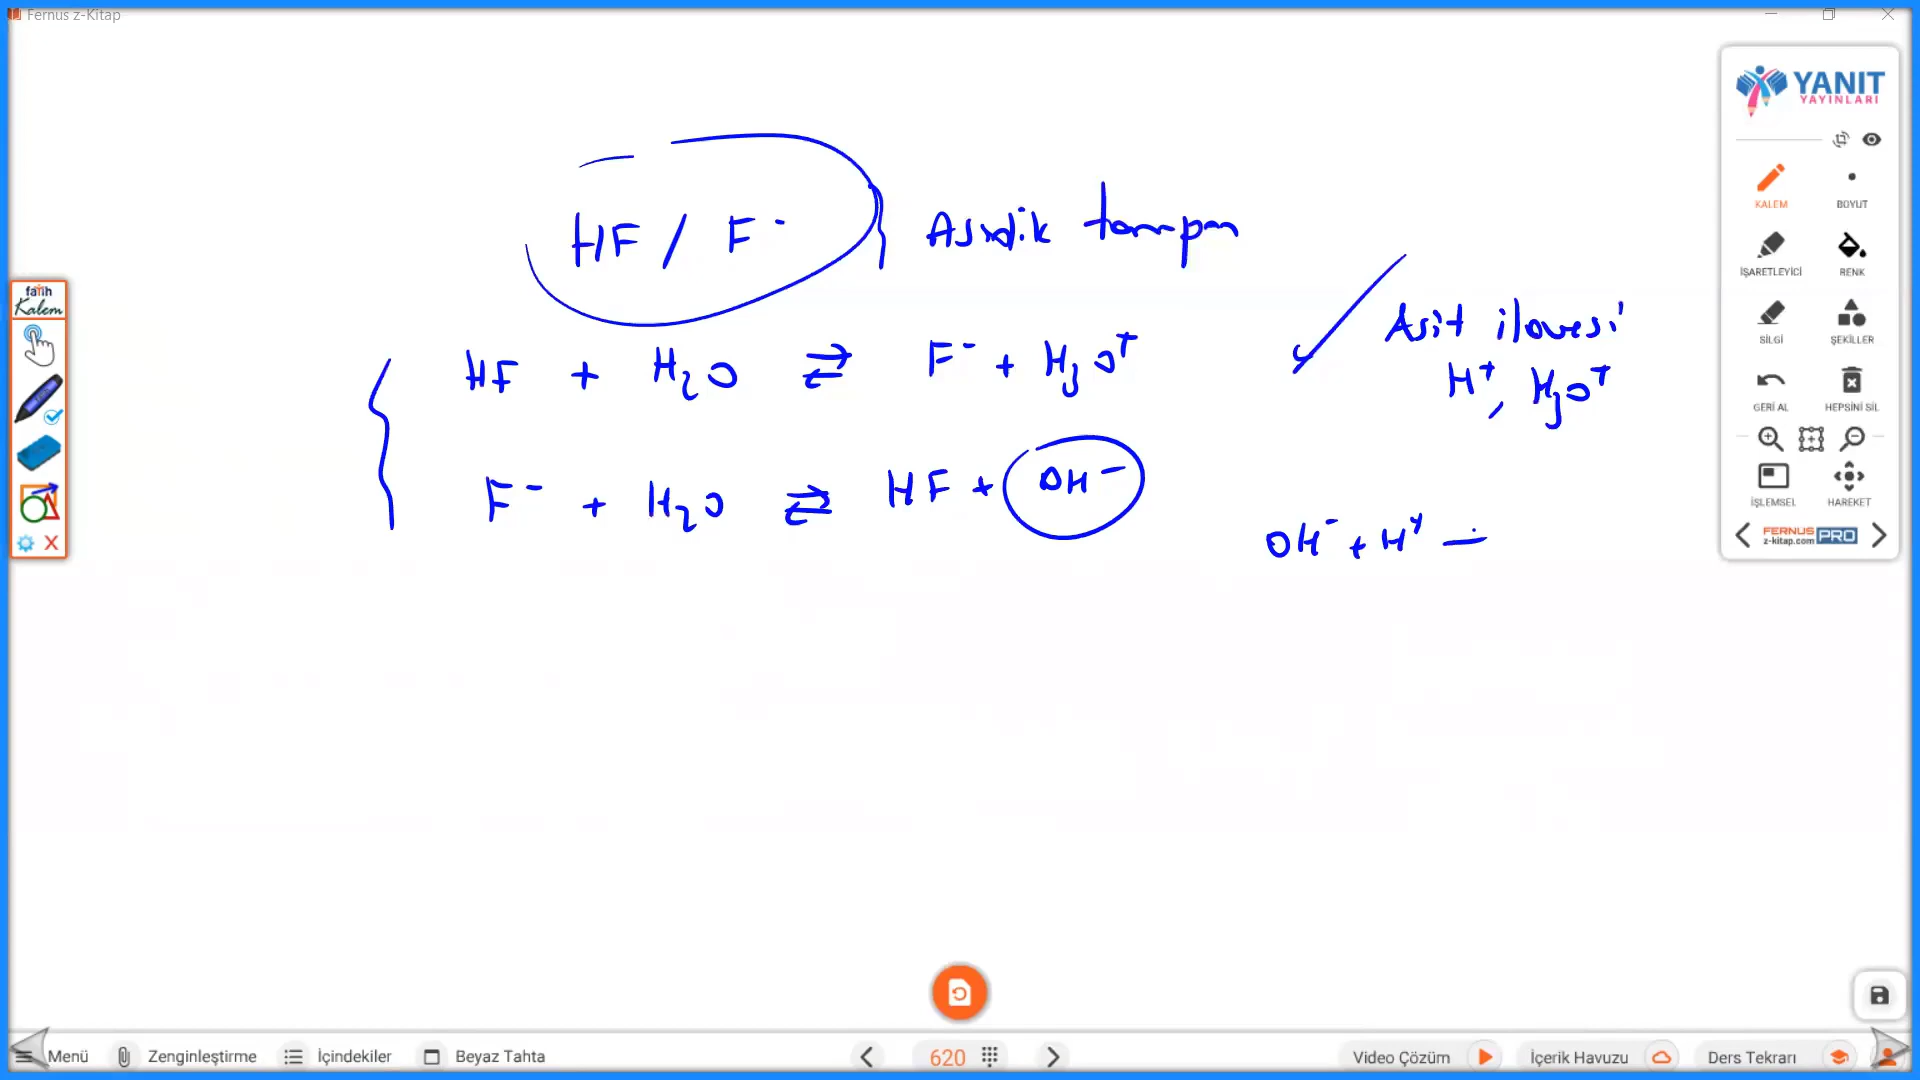 Fernus z-Kitap
YANIT
YAYINLARI
HF / F⁻ } Asidik tampon
HF + H₂O ⇌ F⁻ + H₃O⁺
Asit ilavesi
H⁺, H₃O⁺
F⁻ + H₂O ⇌ HF + OH⁻
OH⁻ + H⁺ —
fatih
Kalem
KALEM
BOYUT
İŞARETLEYİCİ
RENK
SİLGİ
ŞEKİLLER
GERİ AL
HEPSİNİ SİL
İŞLEMSEL
HAREKET
FERNUS
z-kitap.com PRO
Menü
Zenginleştirme
İçindekiler
Beyaz Tahta
620
Video Çözüm
İçerik Havuzu
Ders Tekrarı